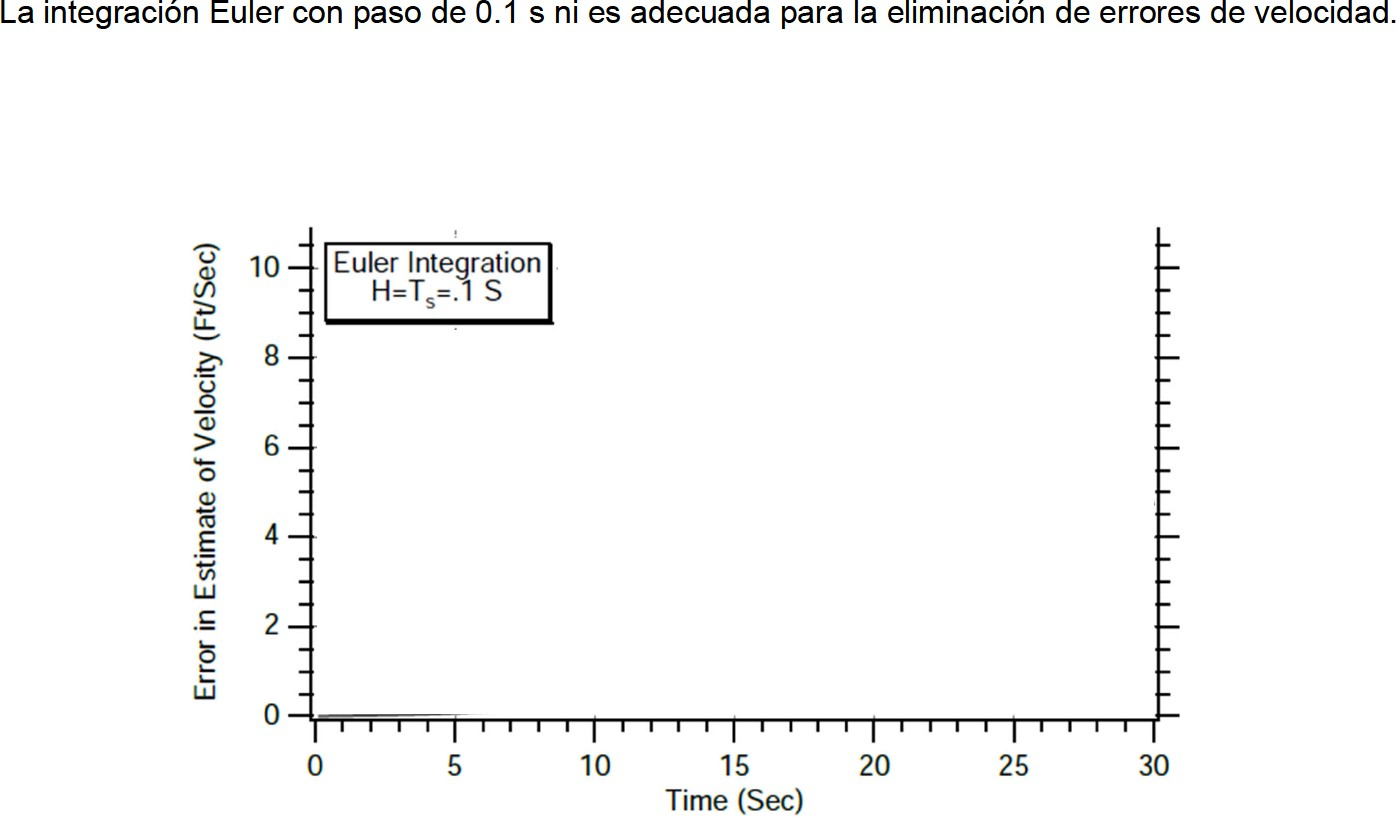 La integración Euler con paso de 0.1 s ni es adecuada para la eliminación de errores de velocidad.
Euler Integration
H=Ts=.1 S
Error in Estimate of Velocity (Ft/Sec)
10
8
6
4
2
0
0 5 10 15 20 25 30
Time (Sec)